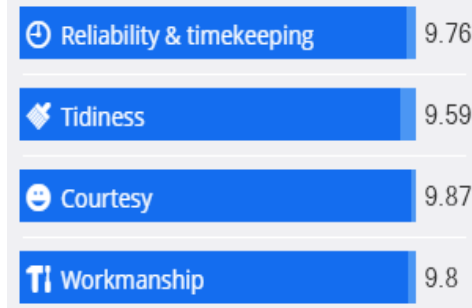 Reliability & timekeeping 9.76
Tidiness 9.59
Courtesy 9.87
Workmanship 9.8